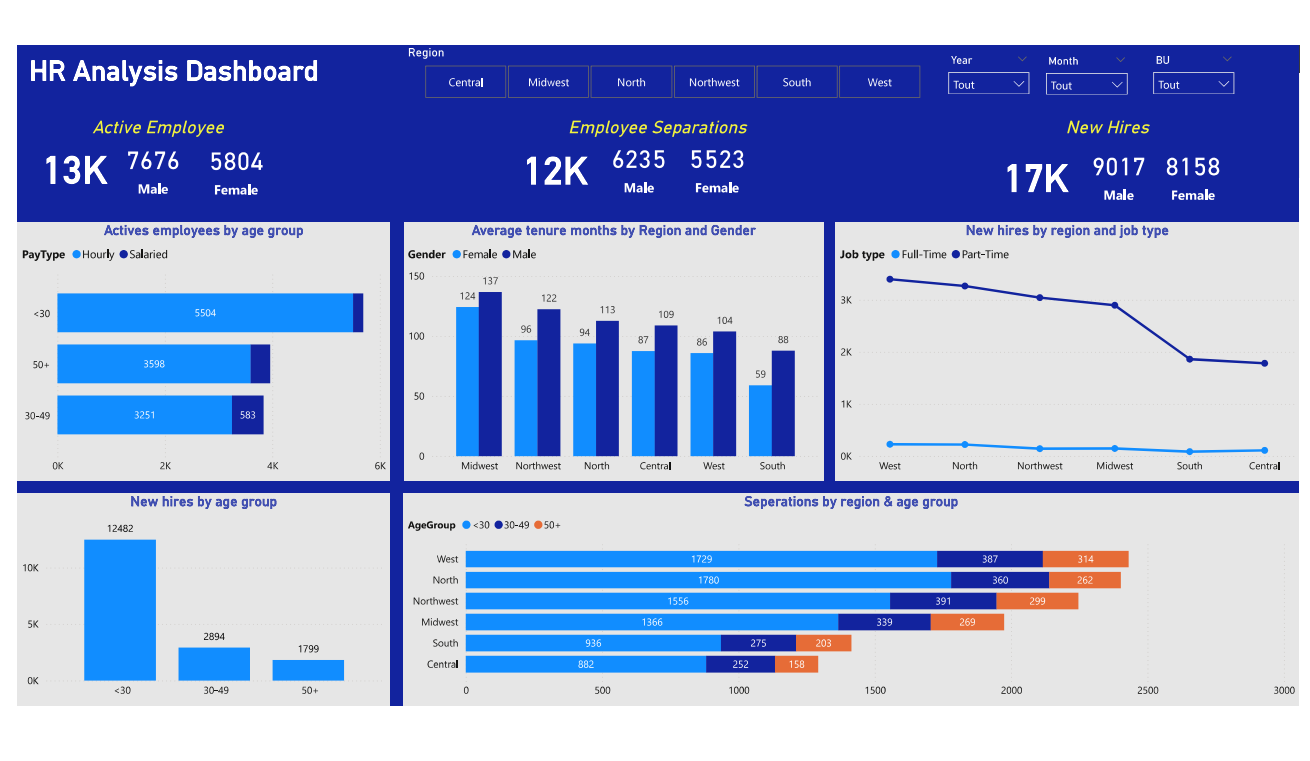 HR Analysis Dashboard
Region
Central Midwest North Northwest South West
Year Month BU
Tout Tout Tout
Active Employee
13K 7676 5804
Male Female
Employee Separations
12K 6235 5523
Male Female
New Hires
17K 9017 8158
Male Female
Actives employees by age group
PayType Hourly Salaried
<30 5504
50+ 3598
30-49 3251 583
0K 2K 4K 6K
Average tenure months by Region and Gender
Gender Female Male
150
100
50
0
124 137
96 122
94 113
87 109
86 104
59 88
Midwest Northwest North Central West South
New hires by region and job type
Job type Full-Time Part-Time
3K
2K
1K
0K
West North Northwest Midwest South Central
New hires by age group
10K
5K
0K
12482
2894
1799
<30 30-49 50+
Seperations by region & age group
AgeGroup <30 30-49 50+
West 1729 387 314
North 1780 360 262
Northwest 1556 391 299
Midwest 1366 339 269
South 936 275 203
Central 882 252 158
0 500 1000 1500 2000 2500 3000